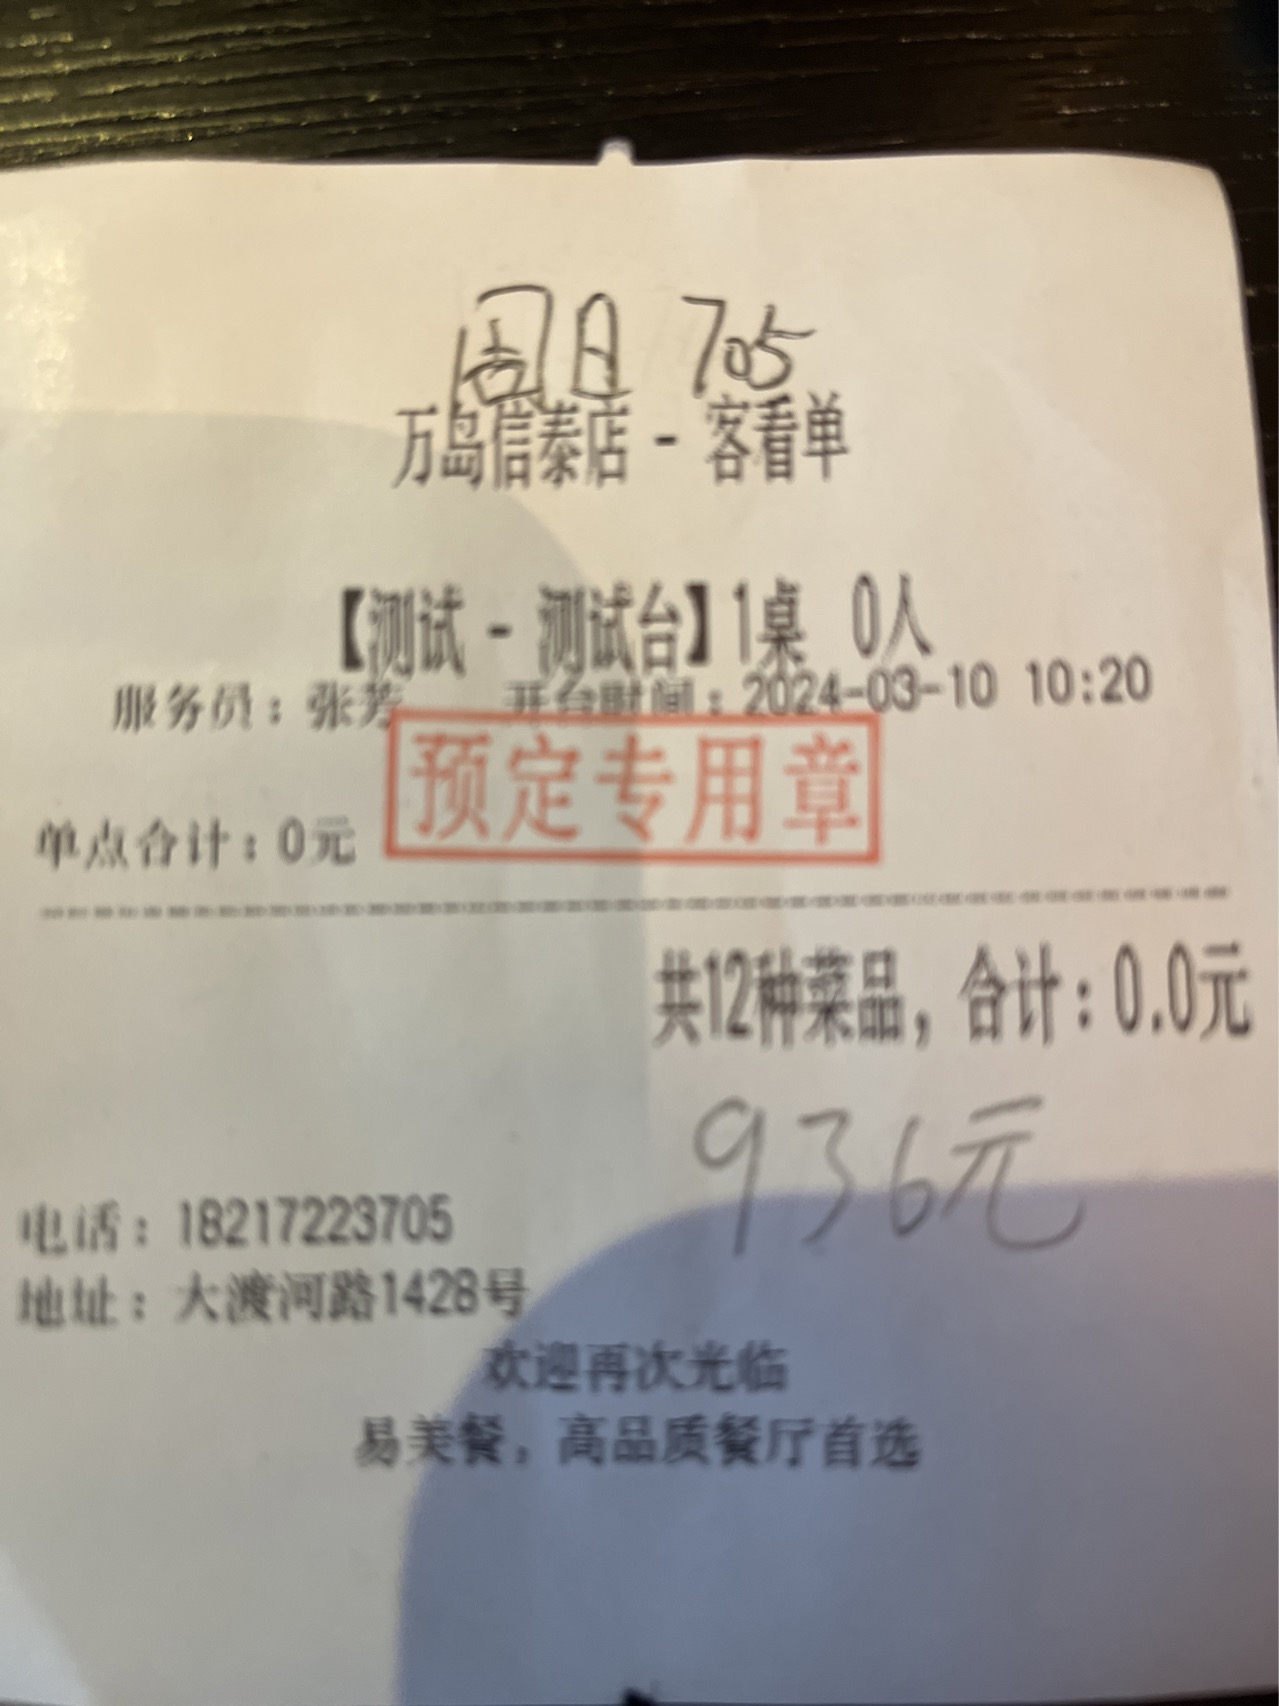 周日 705
万岛信泰店 - 客看单
【测试 - 测试台】1桌 0人
服务员：张芳 开台时间：2024-03-10 10:20
预定专用章
单点合计：0元
共12种菜品，合计：0.0元
936元
电话：18217223705
地址：大渡河路1428号
欢迎再次光临
易美餐，高品质餐厅首选